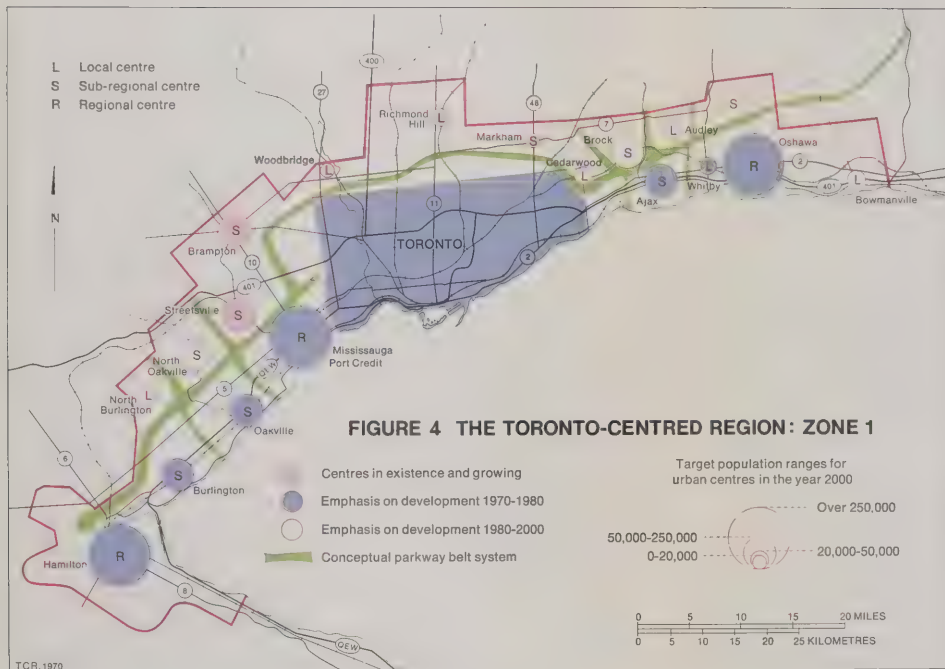 L Local centre
S Sub-regional centre
R Regional centre
N
400
27
Richmond
Hill
L
48
Markham
S
7
Brock
S
L
Audley
S
Oshawa
R
2
Woodbridge
L
Cedarwood
L
S
Ajax
L
Whitby
401
L
Bowmanville
11
TORONTO
2
S
Brampton
10
401
Streetsville
S
R
Mississauga
Port Credit
S
North
Oakville
5
QEW
L
North
Burlington
S
Oakville
6
S
Burlington
R
Hamilton
8
QEW
FIGURE 4 THE TORONTO-CENTRED REGION: ZONE 1
Centres in existence and growing
Emphasis on development 1970-1980
Emphasis on development 1980-2000
Conceptual parkway belt system
Target population ranges for
urban centres in the year 2000
Over 250,000
50,000-250,000
0-20,000
20,000-50,000
0 5 10 15 20 MILES
0 5 10 15 20 25 KILOMETRES
TCR, 1970